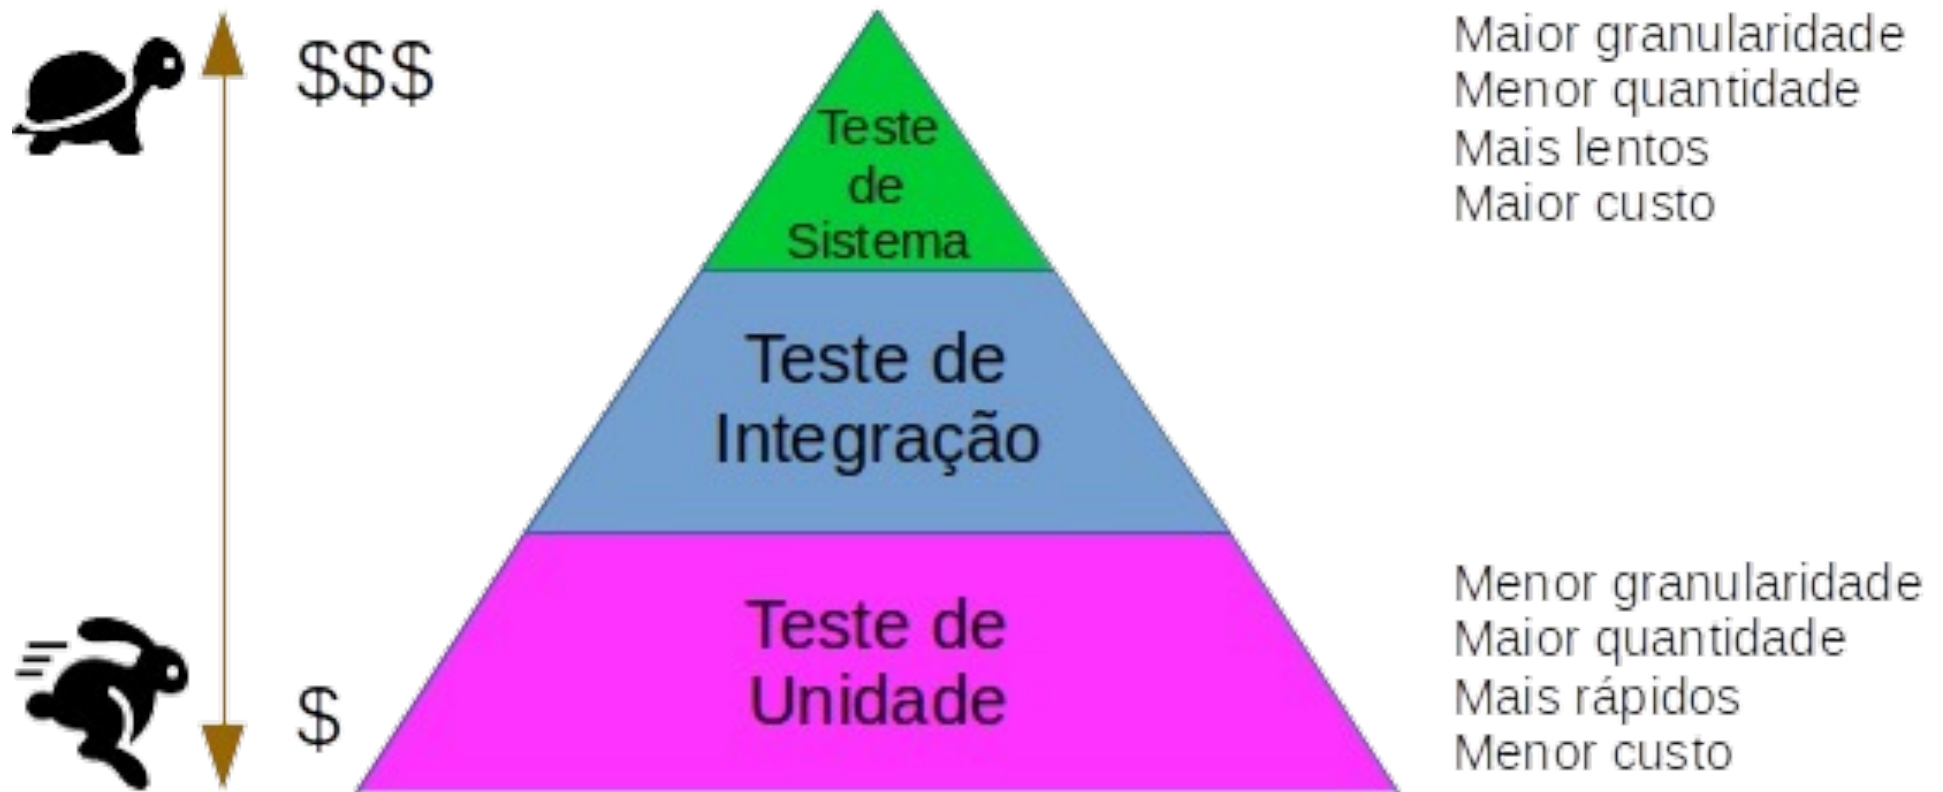 $$$
Teste
de
Sistema
Maior granularidade
Menor quantidade
Mais lentos
Maior custo
Teste de
Integração
$
Teste de
Unidade
Menor granularidade
Maior quantidade
Mais rápidos
Menor custo